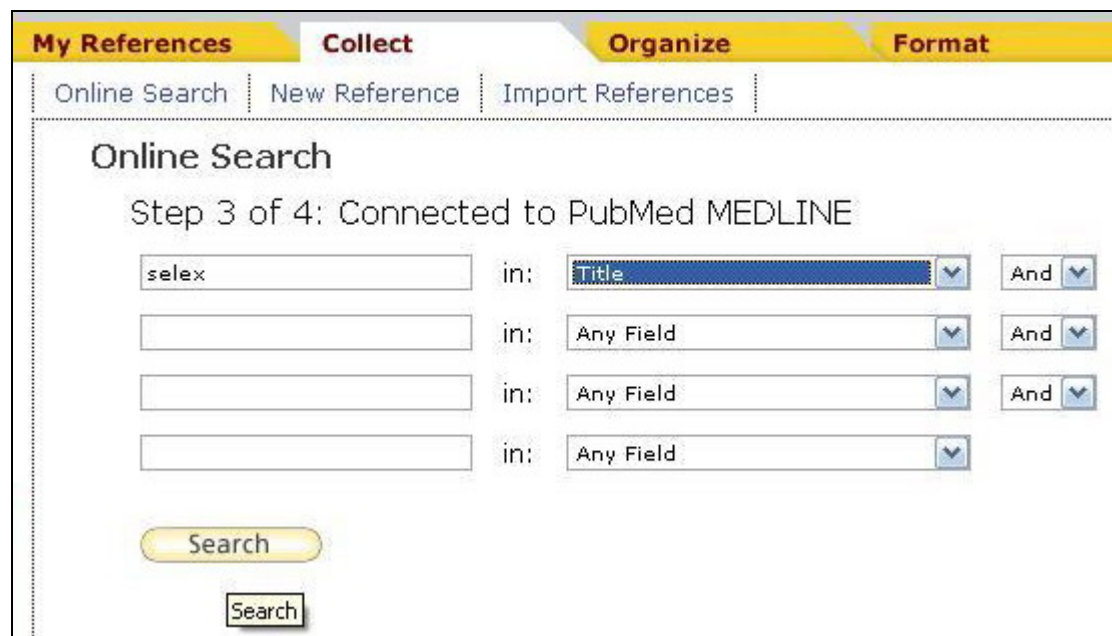 My References Collect Organize Format
Online Search New Reference Import References
Online Search
Step 3 of 4: Connected to PubMed MEDLINE
selex in: Title And
in: Any Field And
in: Any Field And
in: Any Field
Search
Search